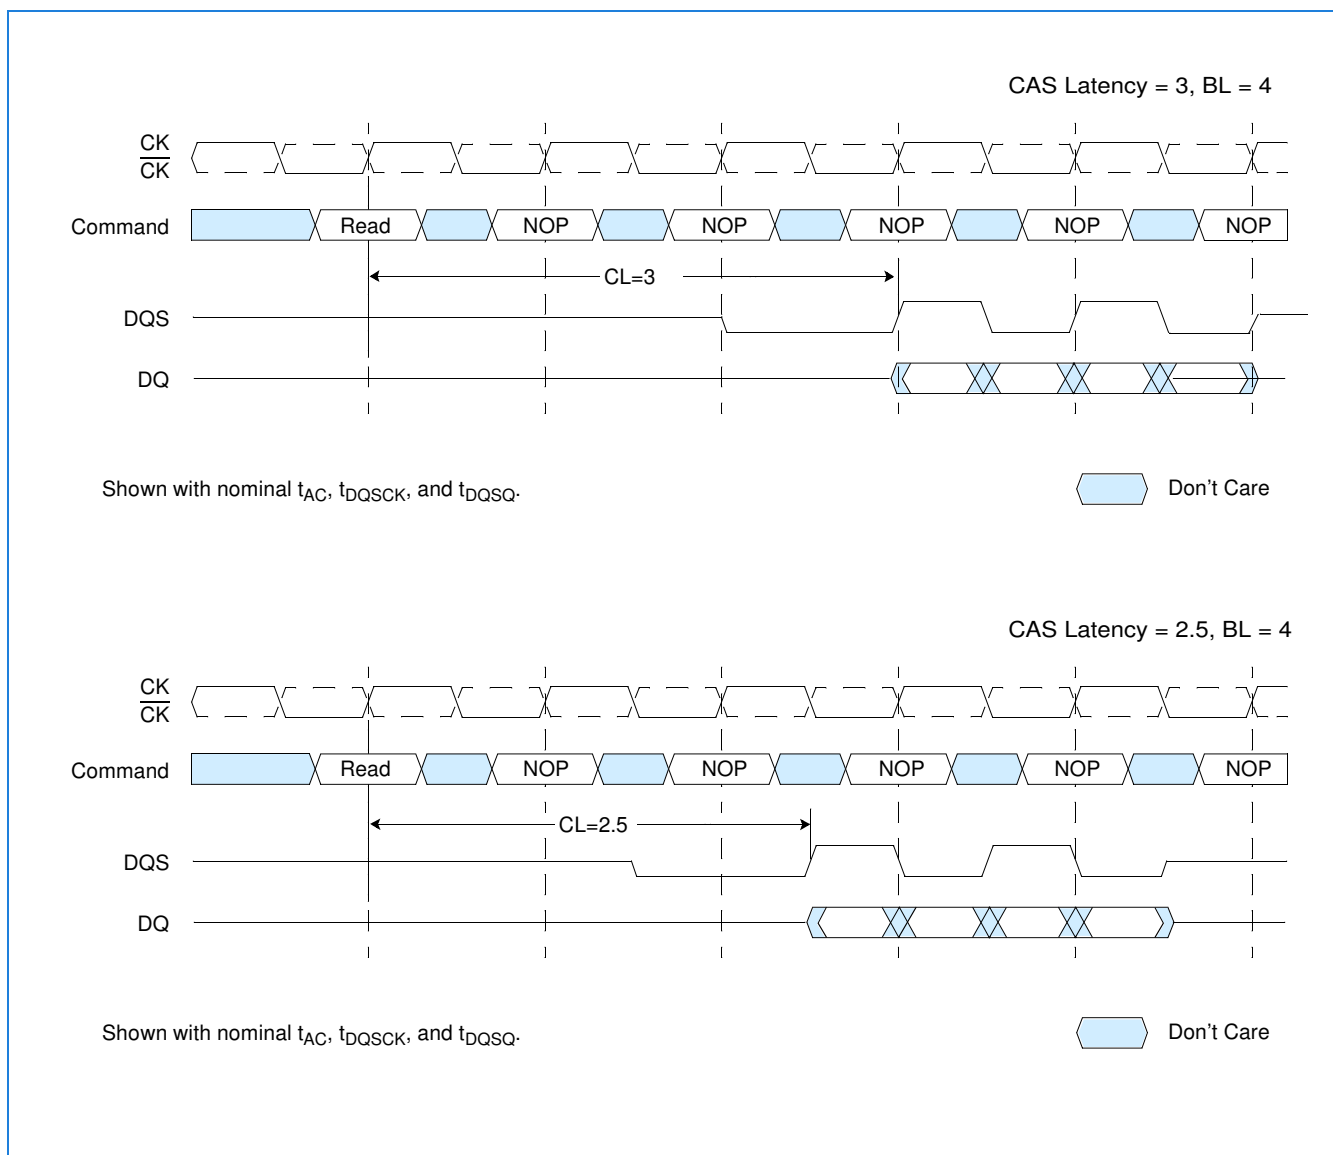 CAS Latency = 3, BL = 4
CK
CK
Command
Read NOP NOP NOP NOP NOP
CL=3
DQS
DQ
Shown with nominal tAC, tDQSCK, and tDQSQ.
Don't Care
CAS Latency = 2.5, BL = 4
CK
CK
Command
Read NOP NOP NOP NOP NOP
CL=2.5
DQS
DQ
Shown with nominal tAC, tDQSCK, and tDQSQ.
Don't Care